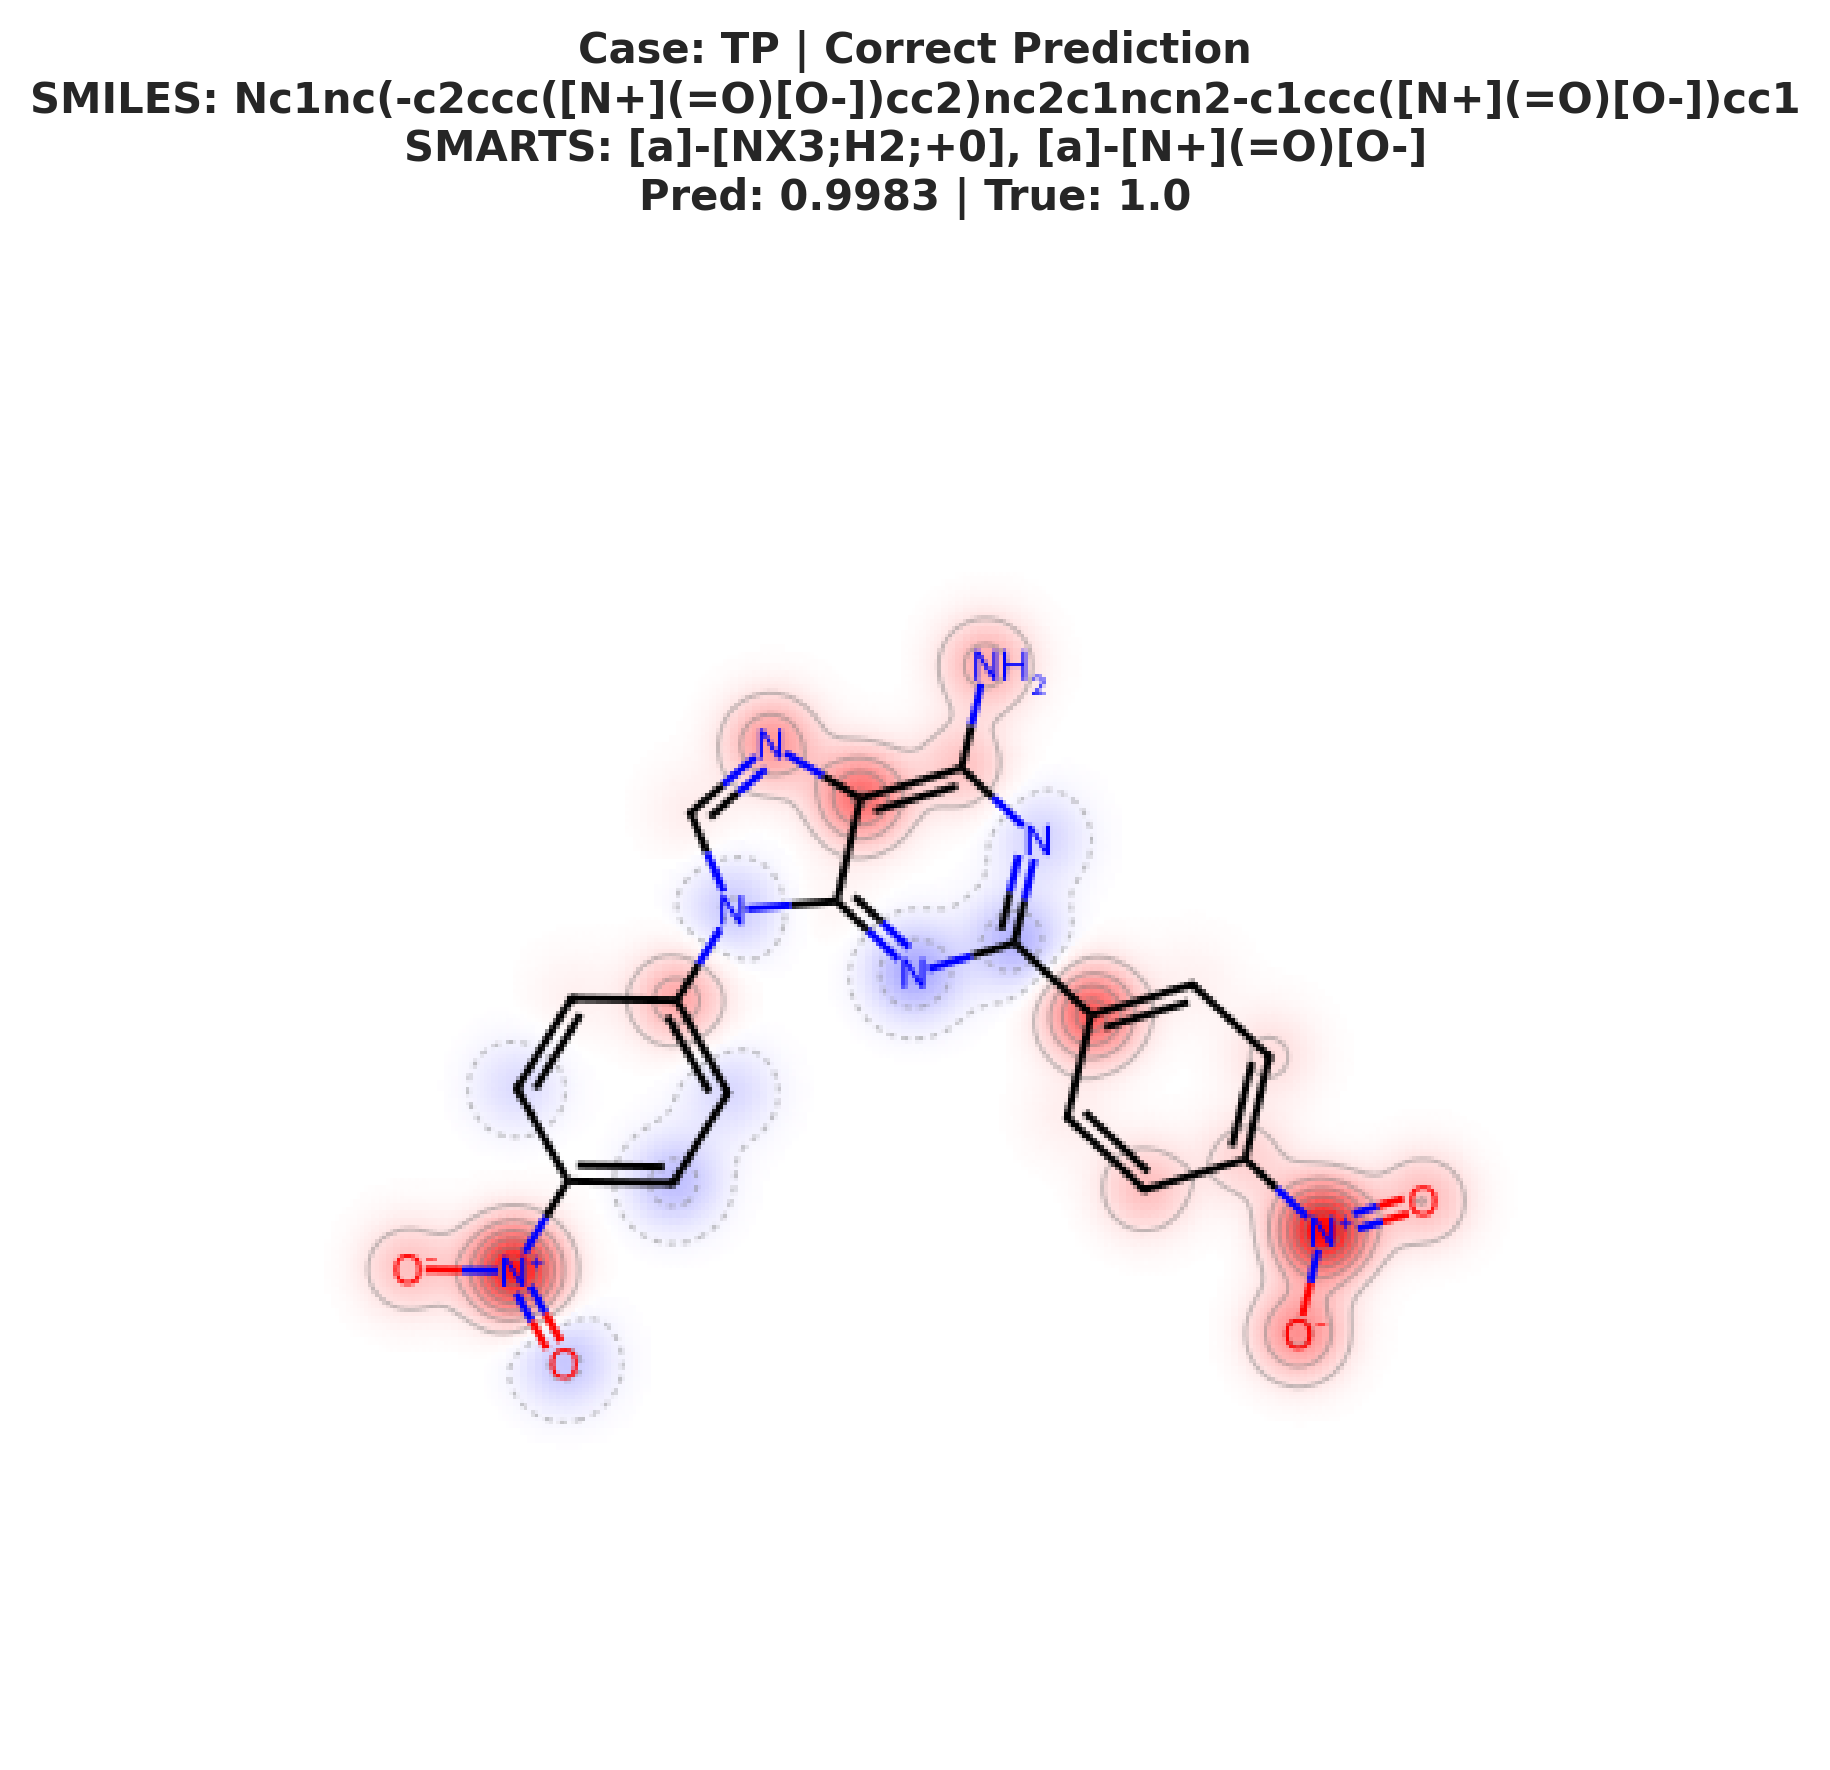 Case: TP | Correct Prediction
SMILES: Nc1nc(-c2ccc([N+](=O)[O-])cc2)nc2c1ncn2-c1ccc([N+](=O)[O-])cc1
SMARTS: [a]-[NX3;H2;+0], [a]-[N+](=O)[O-]
Pred: 0.9983 | True: 1.0
NH2
N
N
N
N
O
O- N+
N+
O-
O